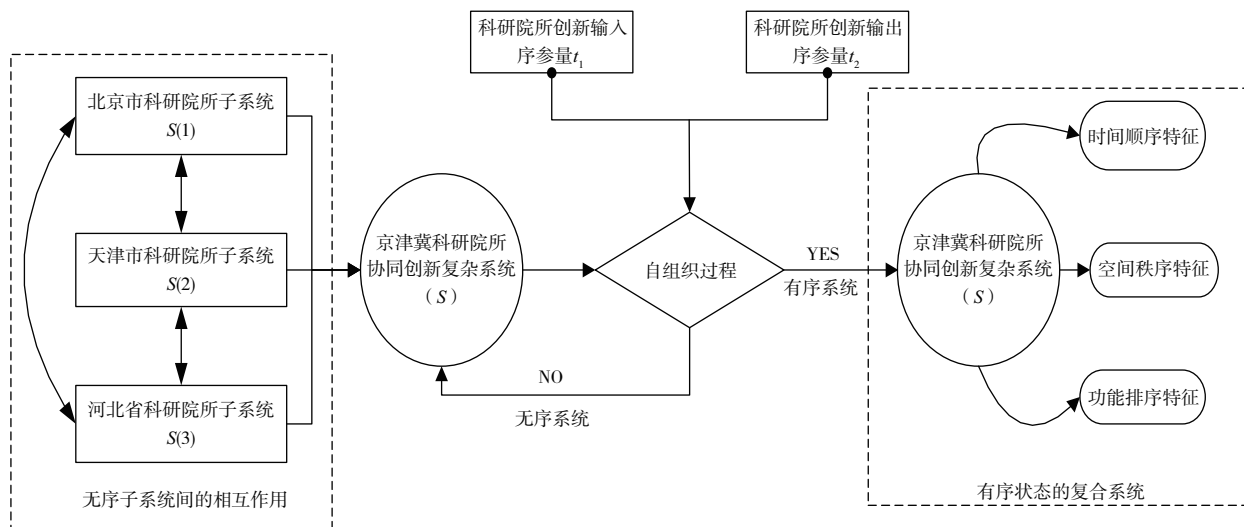 科研院所创新输入
序参量t₁
科研院所创新输出
序参量t₂
北京市科研院所子系统
S(1)
天津市科研院所子系统
S(2)
河北省科研院所子系统
S(3)
无序子系统间的相互作用
京津冀科研院所
协同创新复杂系统
（S）
自组织过程
YES
有序系统
NO
无序系统
京津冀科研院所
协同创新复杂系统
（S）
时间顺序特征
空间秩序特征
功能排序特征
有序状态的复合系统